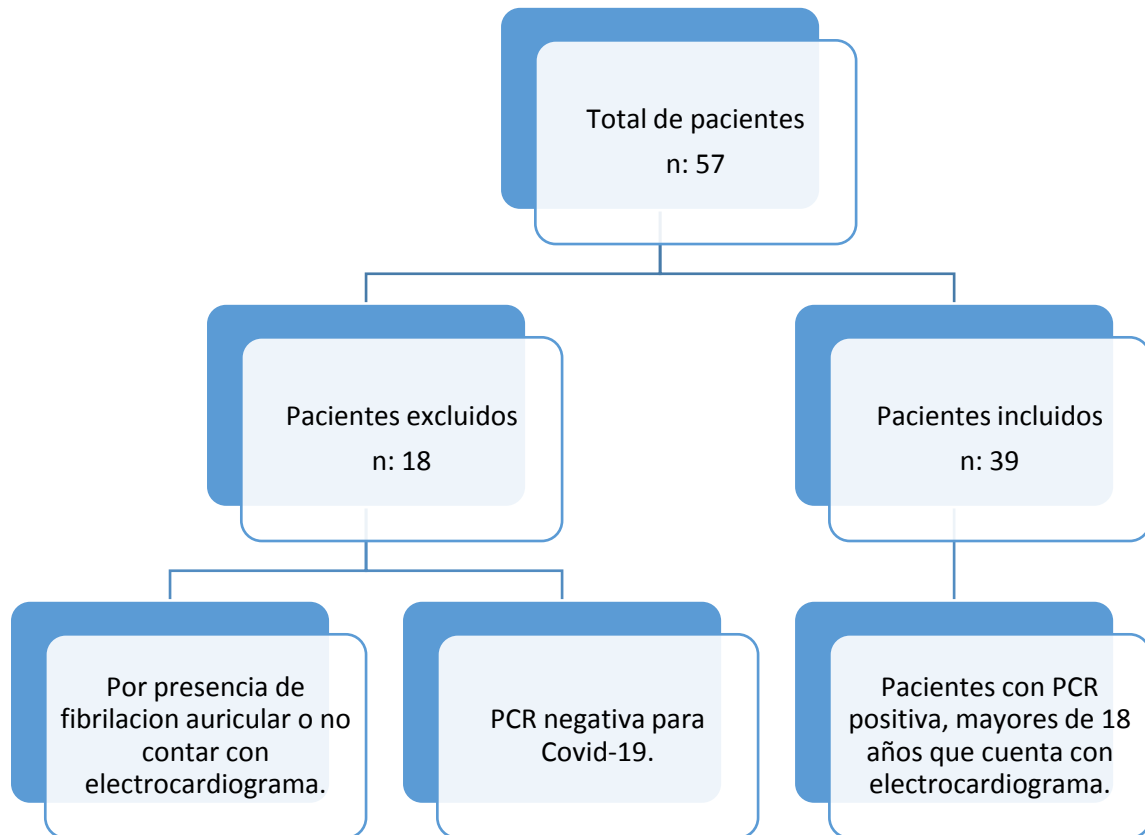 Total de pacientes
n: 57
Pacientes excluidos
n: 18
Pacientes incluidos
n: 39
Por presencia de
fibrilacion auricular o no
contar con
electrocardiograma.
PCR negativa para
Covid-19.
Pacientes con PCR
positiva, mayores de 18
años que cuenta con
electrocardiograma.